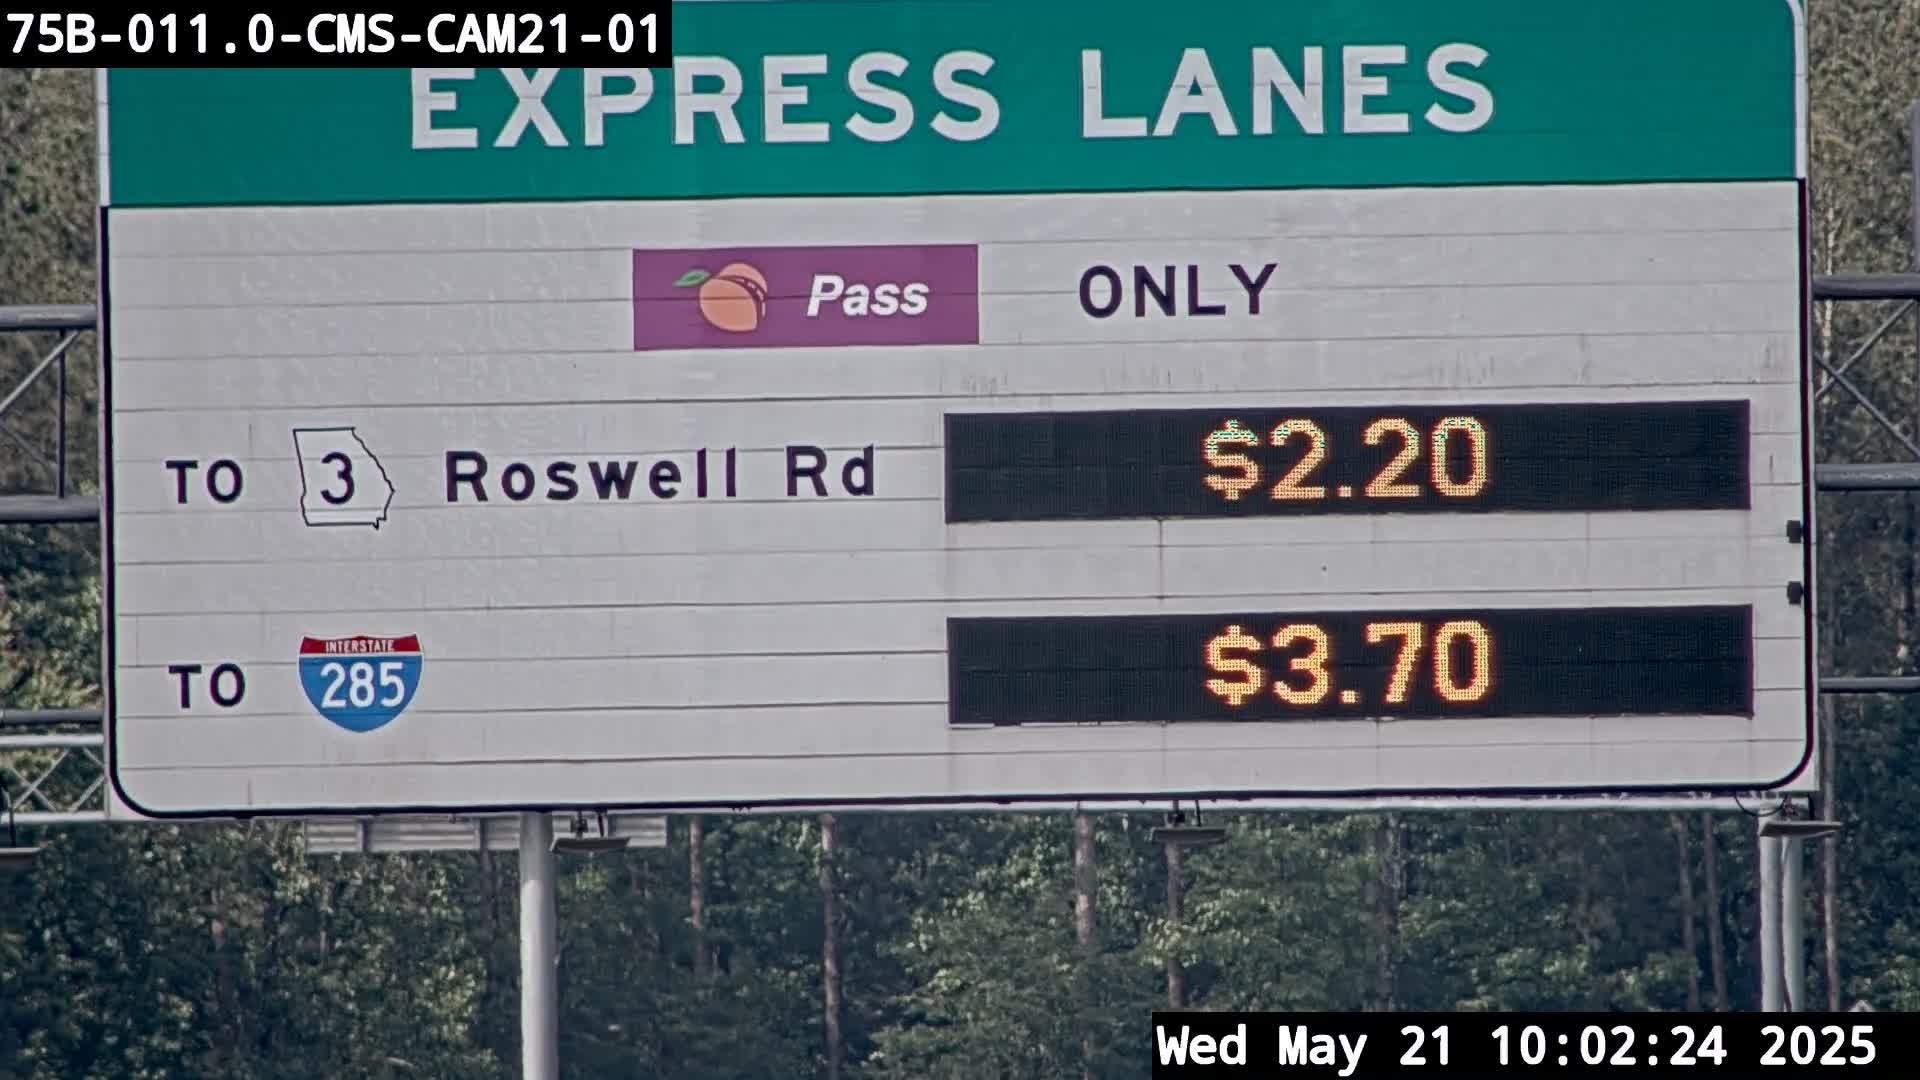 75B-011.0-CMS-CAM21-01
EXPRESS LANES
Pass ONLY
TO 3 Roswell Rd $2.20
TO INTERSTATE 285 $3.70
Wed May 21 10:02:24 2025